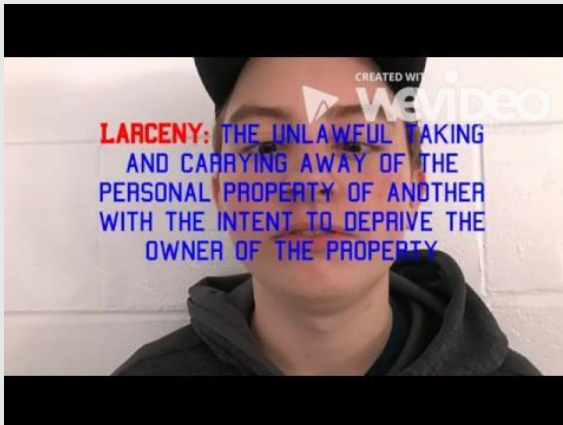 CREATED WITH
WEVIDEO
LARCENY: THE UNLAWFUL TAKING
AND CARRYING AWAY OF THE
PERSONAL PROPERTY OF ANOTHER
WITH THE INTENT TO DEPRIVE THE
OWNER OF THE PROPERTY